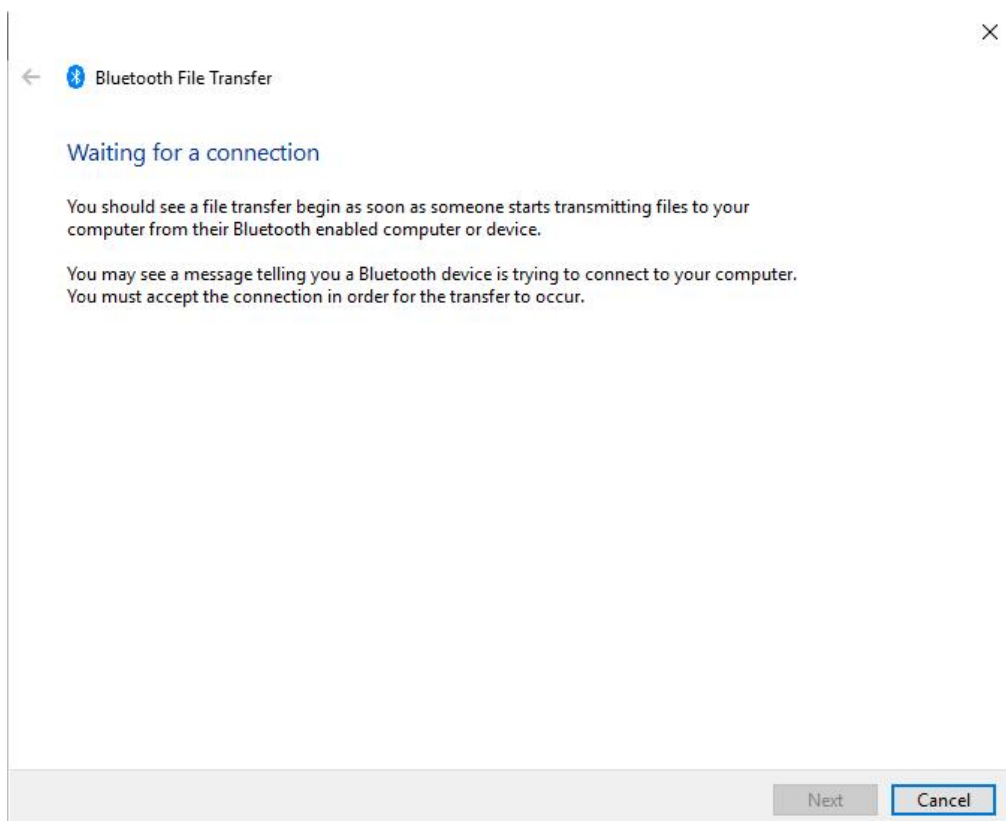 Bluetooth File Transfer
Waiting for a connection
You should see a file transfer begin as soon as someone starts transmitting files to your
computer from their Bluetooth enabled computer or device.
You may see a message telling you a Bluetooth device is trying to connect to your computer.
You must accept the connection in order for the transfer to occur.
Next
Cancel